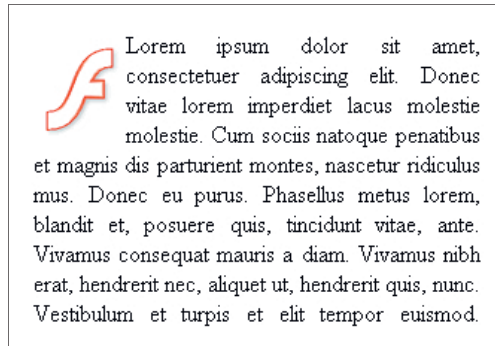 Lorem ipsum dolor sit amet,
consectetuer adipiscing elit. Donec
vitae lorem imperdiet lacus molestie
molestie. Cum sociis natoque penatibus
et magnis dis parturient montes, nascetur ridiculus
mus. Donec eu purus. Phasellus metus lorem,
blandit et, posuere quis, tincidunt vitae, ante.
Vivamus consequat mauris a diam. Vivamus nibh
erat, hendrerit nec, aliquet ut, hendrerit quis, nunc.
Vestibulum et turpis et elit tempor euismod.